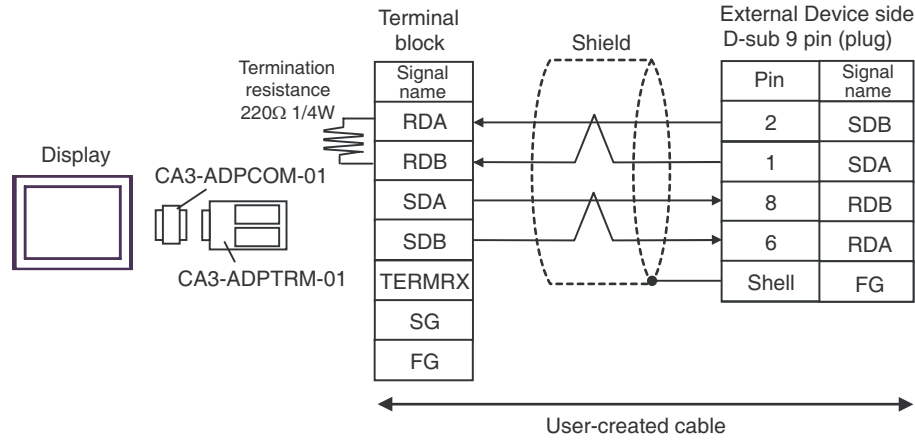 Terminal
block
Shield
External Device side
D-sub 9 pin (plug)
Termination
resistance
220Ω 1/4W
Signal
name
Pin
Signal
name
RDA
2
SDB
RDB
1
SDA
SDA
8
RDB
SDB
6
RDA
TERMRX
Shell
FG
SG
FG
Display
CA3-ADPCOM-01
CA3-ADPTRM-01
User-created cable